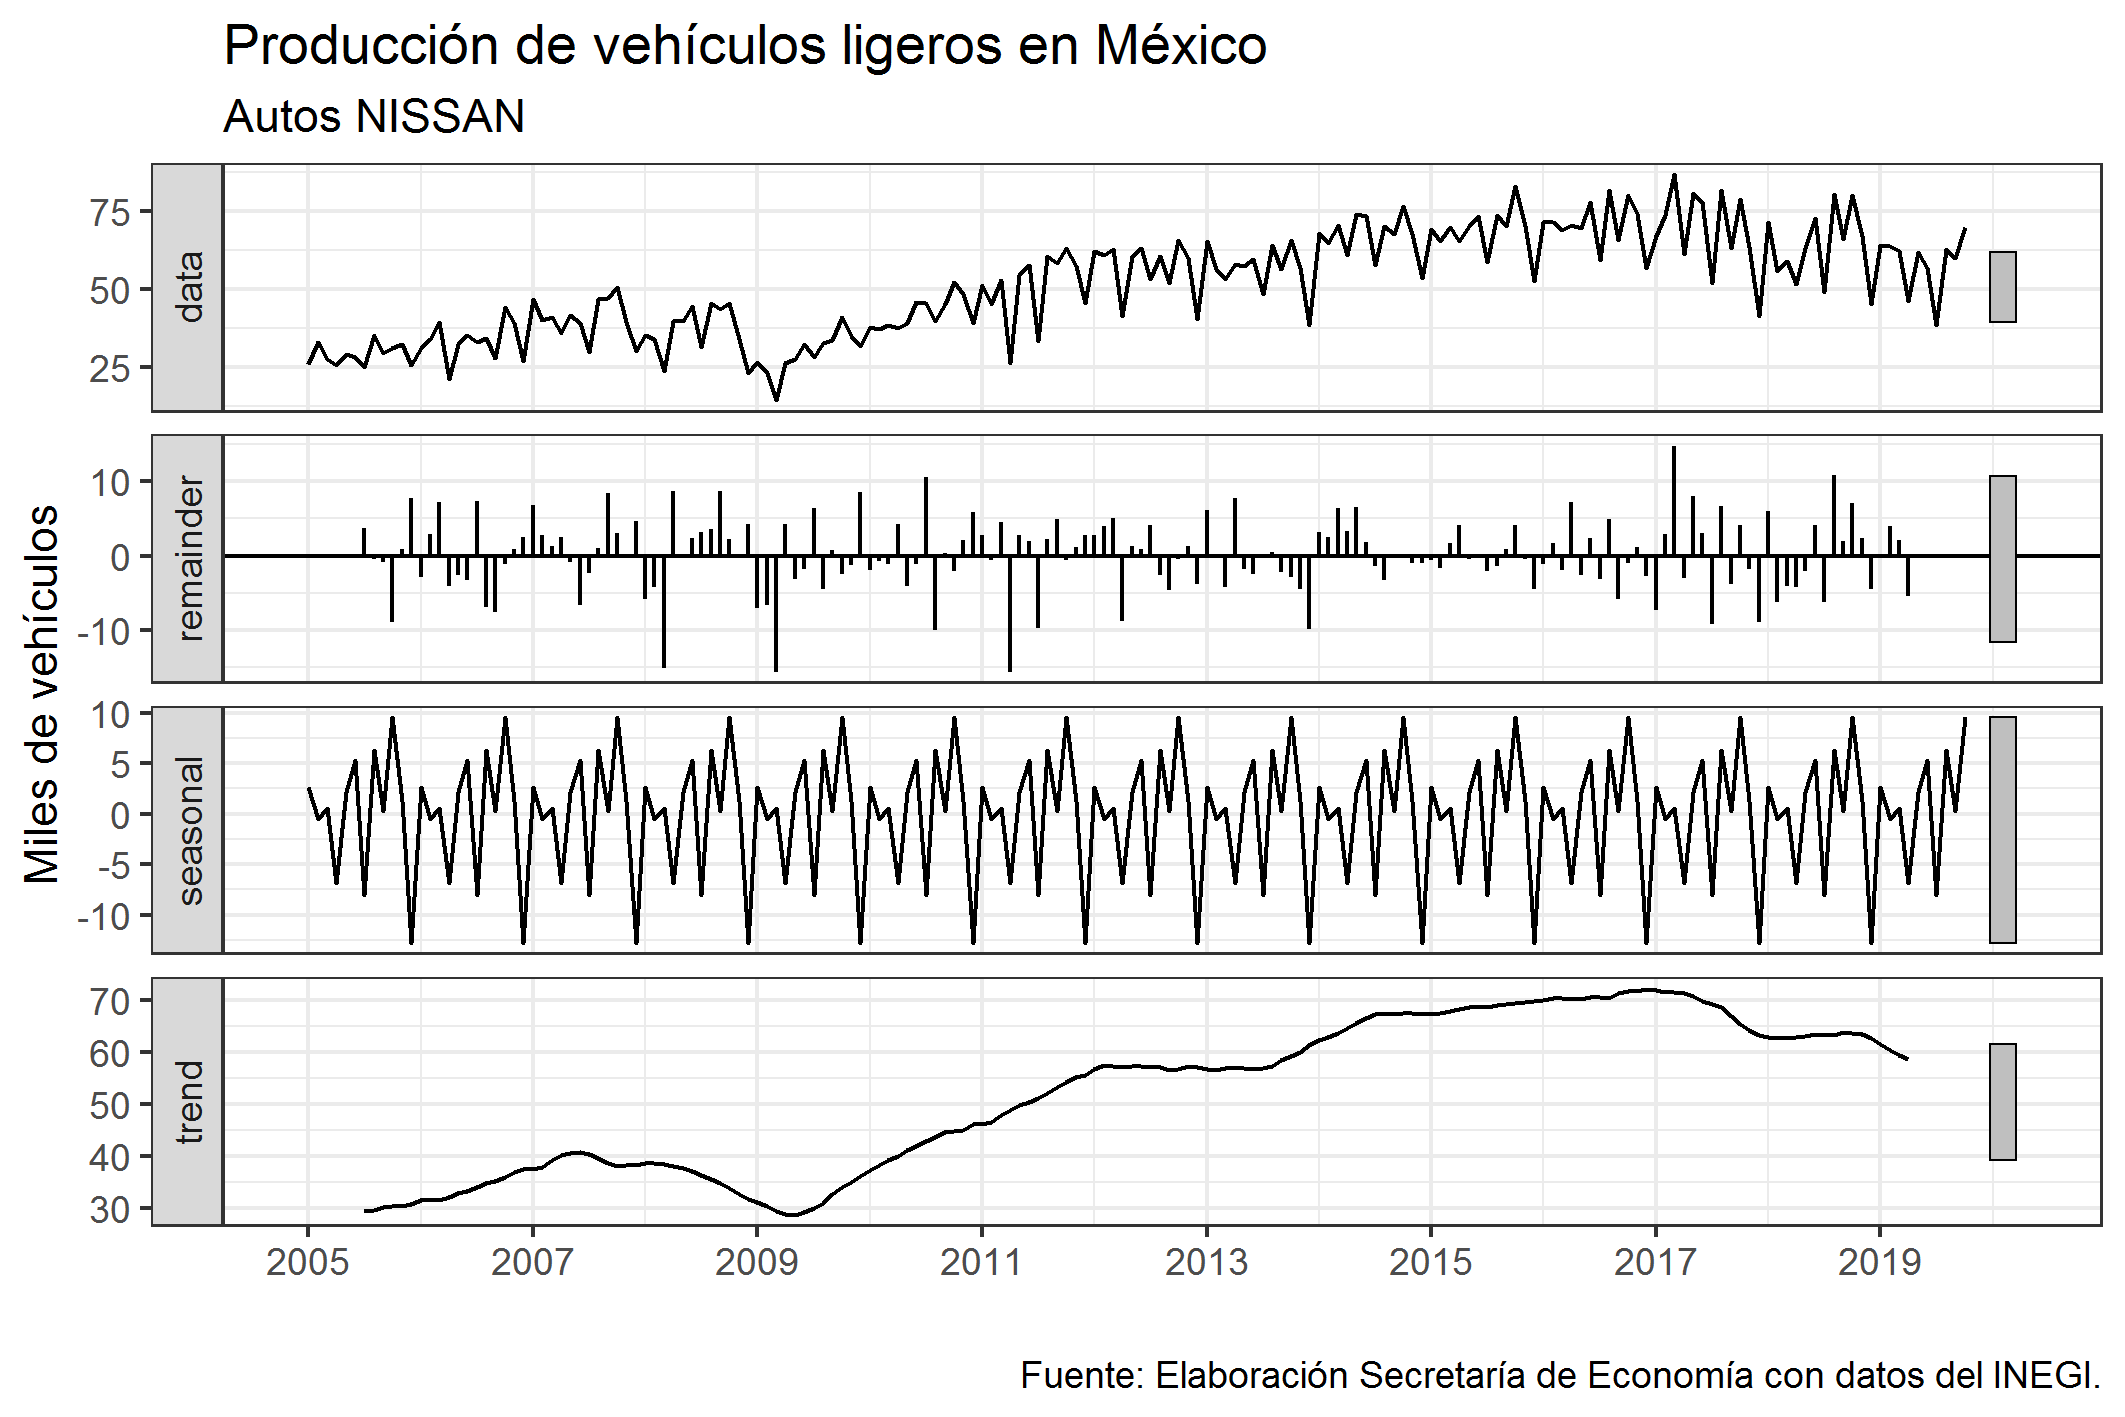 Producción de vehículos ligeros en México
Autos NISSAN
Miles de vehículos
data
75
50
25
remainder
10
0
-10
seasonal
10
5
0
-5
-10
trend
70
60
50
40
30
2005 2007 2009 2011 2013 2015 2017 2019
Fuente: Elaboración Secretaría de Economía con datos del INEGI.